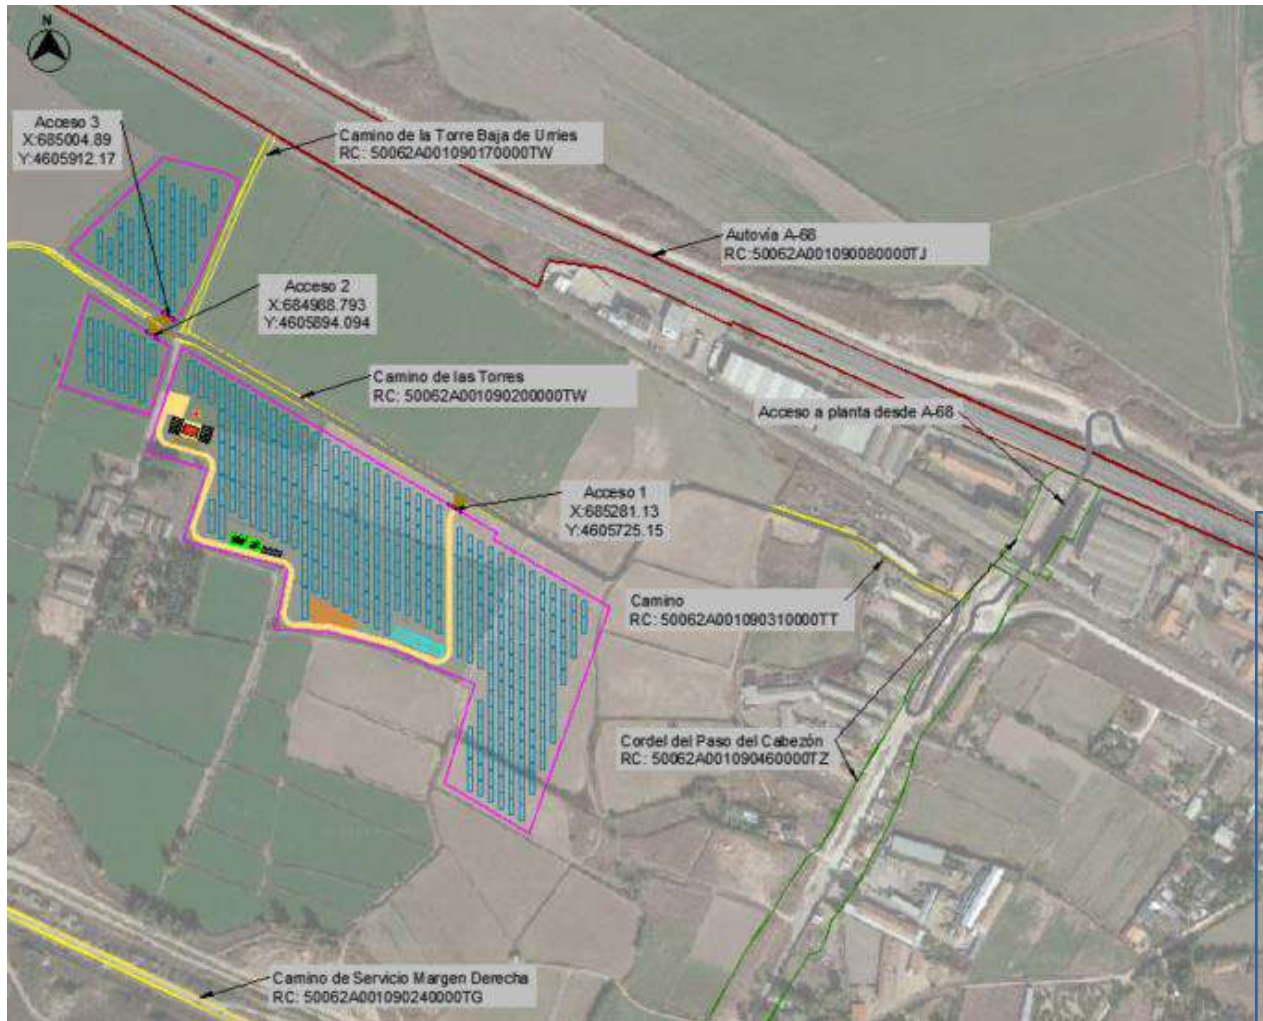 N
Acceso 3
X:685004.89
Y:4605912.17
Camino de la Torre Baja de Urries
RC: 50062A001090170000TW
Autovía A-68
RC:50062A001090080000TJ
Acceso 2
X:684988.793
Y:4605894.094
Camino de las Torres
RC: 50062A001090200000TW
Acceso a planta desde A-68
Acceso 1
X:685281.13
Y:4605725.15
Camino
RC: 50062A001090310000TT
Cordel del Paso del Cabezón
RC: 50062A001090460000TZ
Camino de Servicio Margen Derecha
RC: 50062A001090240000TG